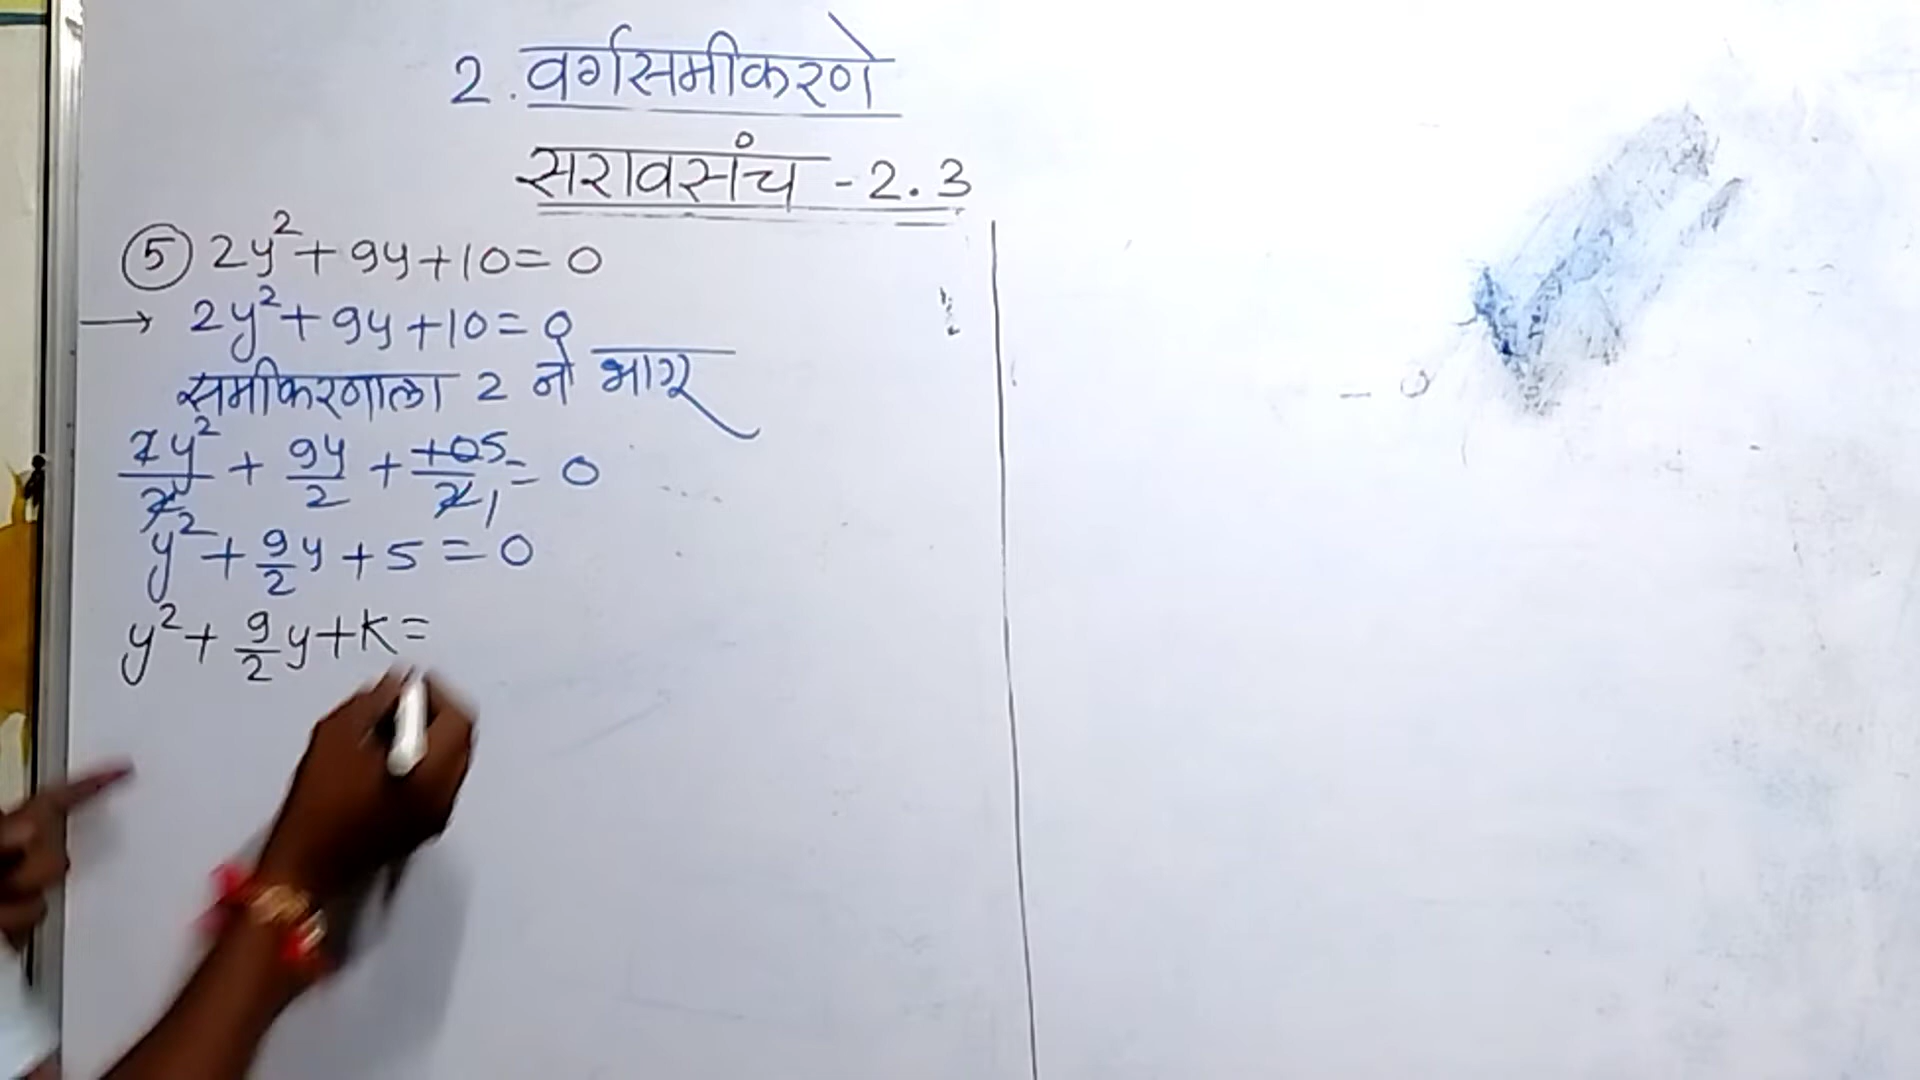 2. वर्गसमीकरणे
सरावसंच - 2.3
⑤ 2y² + 9y + 10 = 0
→ 2y² + 9y + 10 = 0
समीकरणाला 2 ने भागू
2y²/2 + 9y/2 + 10 5/2 1 = 0
y² + 9/2 y + 5 = 0
y² + 9/2 y + K =